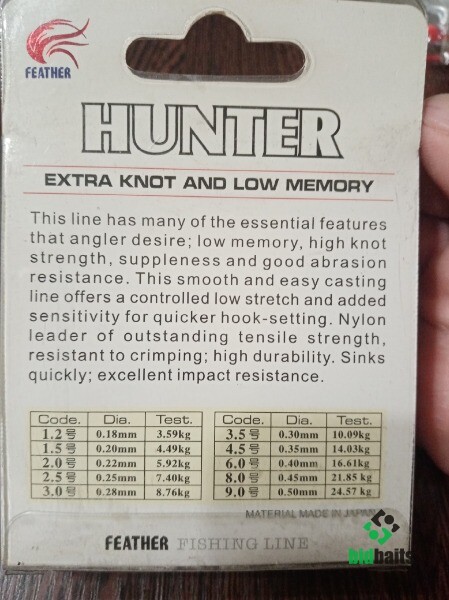 FEATHER
HUNTER
EXTRA KNOT AND LOW MEMORY
This line has many of the essential features
that angler desire; low memory, high knot
strength, suppleness and good abrasion
resistance. This smooth and easy casting
line offers a controlled low stretch and added
sensitivity for quicker hook-setting. Nylon
leader of outstanding tensile strength,
resistant to crimping; high durability. Sinks
quickly; excellent impact resistance.
Code. Dia. Test. Code. Dia. Test.
1.2号 0.18mm 3.59kg 3.5号 0.30mm 10.09kg
1.5号 0.20mm 4.49kg 4.5号 0.35mm 14.03kg
2.0号 0.22mm 5.92kg 6.0号 0.40mm 16.61kg
2.5号 0.25mm 7.40kg 8.0号 0.45mm 21.85 kg
3.0号 0.28mm 8.76kg 9.0号 0.50mm 24.57 kg
MATERIAL MADE IN JAPAN
FEATHER FISHING LINE
bidbaits